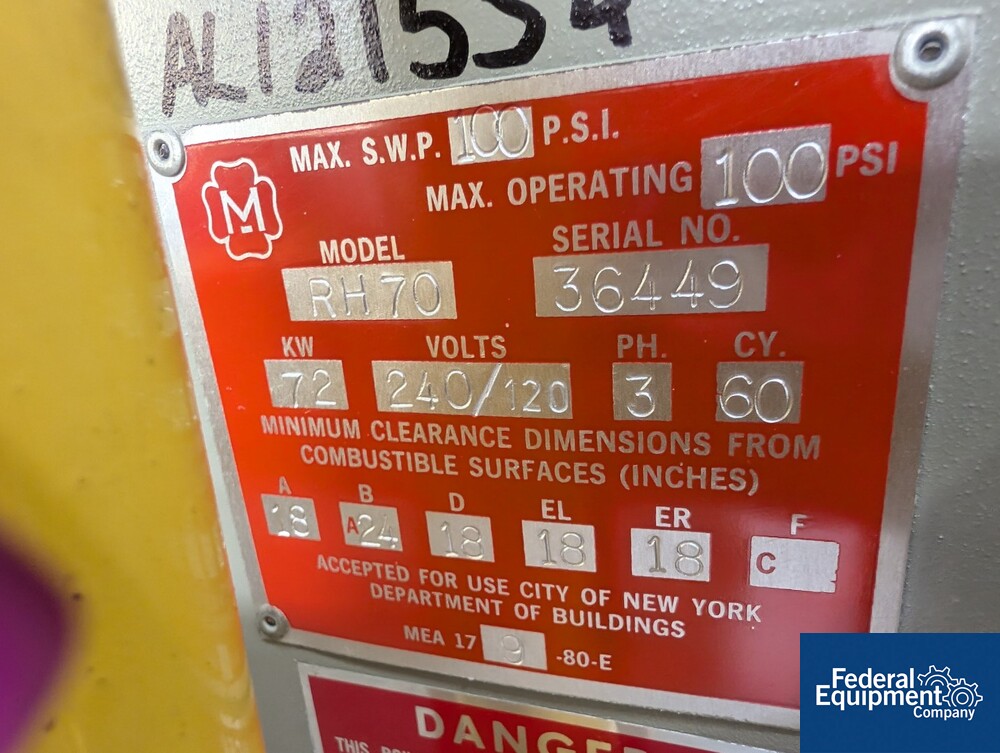 AL121554
MAX. S.W.P. 100 P.S.I.
MAX. OPERATING 100 PSI
M
MODEL SERIAL NO.
RH70 36449
KW VOLTS PH. CY.
72 240/120 3 60
MINIMUM CLEARANCE DIMENSIONS FROM
COMBUSTIBLE SURFACES (INCHES)
A B D EL ER F
18 A24 18 18 18 C
ACCEPTED FOR USE CITY OF NEW YORK
DEPARTMENT OF BUILDINGS
MEA 17 9 -80-E
DANGER
THIS
Federal
Equipment
Company